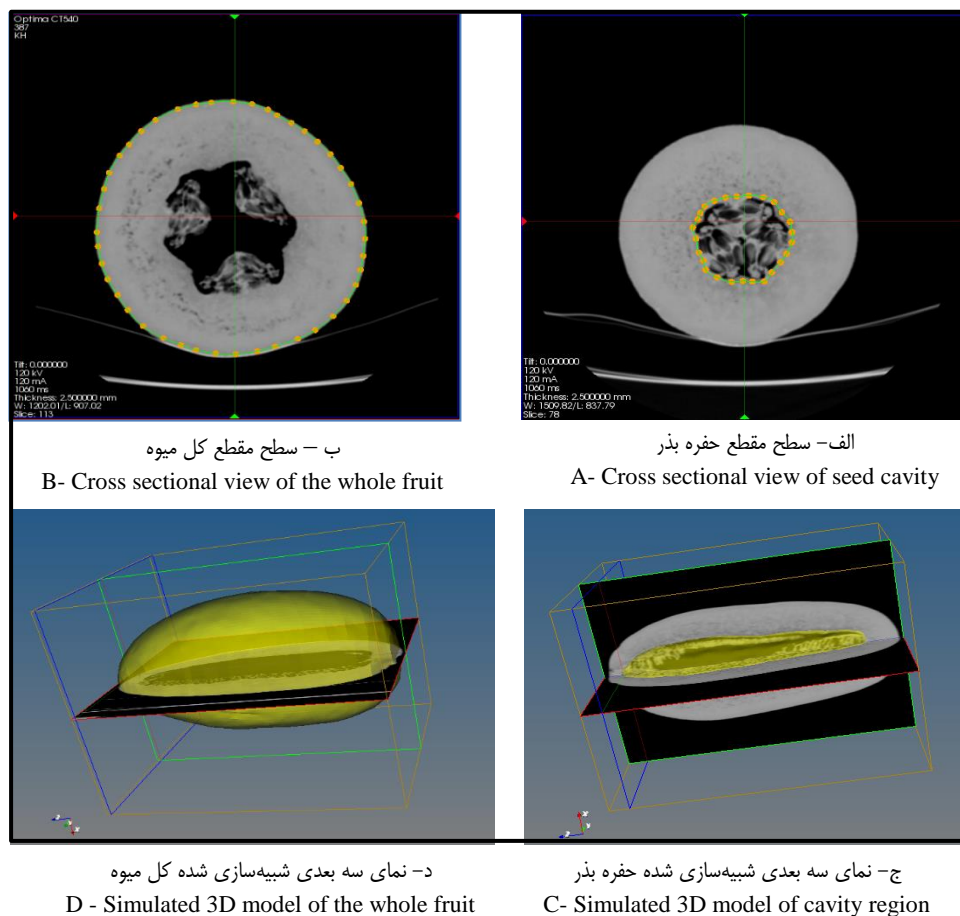 Optima CT540
387
KH
Tilt: 0.000000
120 kV
120 mA
1060 ms
Thickness: 2.500000 mm
W: 1202.01/L: 907.02
Slice: 113
Tilt: 0.000000
120 kV
120 mA
1060 ms
Thickness: 2.500000 mm
W: 1509.82/L: 837.79
Slice: 78
الف- سطح مقطع حفره بذر
A- Cross sectional view of seed cavity
ب – سطح مقطع کل میوه
B- Cross sectional view of the whole fruit
ج- نمای سه بعدی شبیه‌سازی شده حفره بذر
C- Simulated 3D model of cavity region
د- نمای سه بعدی شبیه‌سازی شده کل میوه
D - Simulated 3D model of the whole fruit